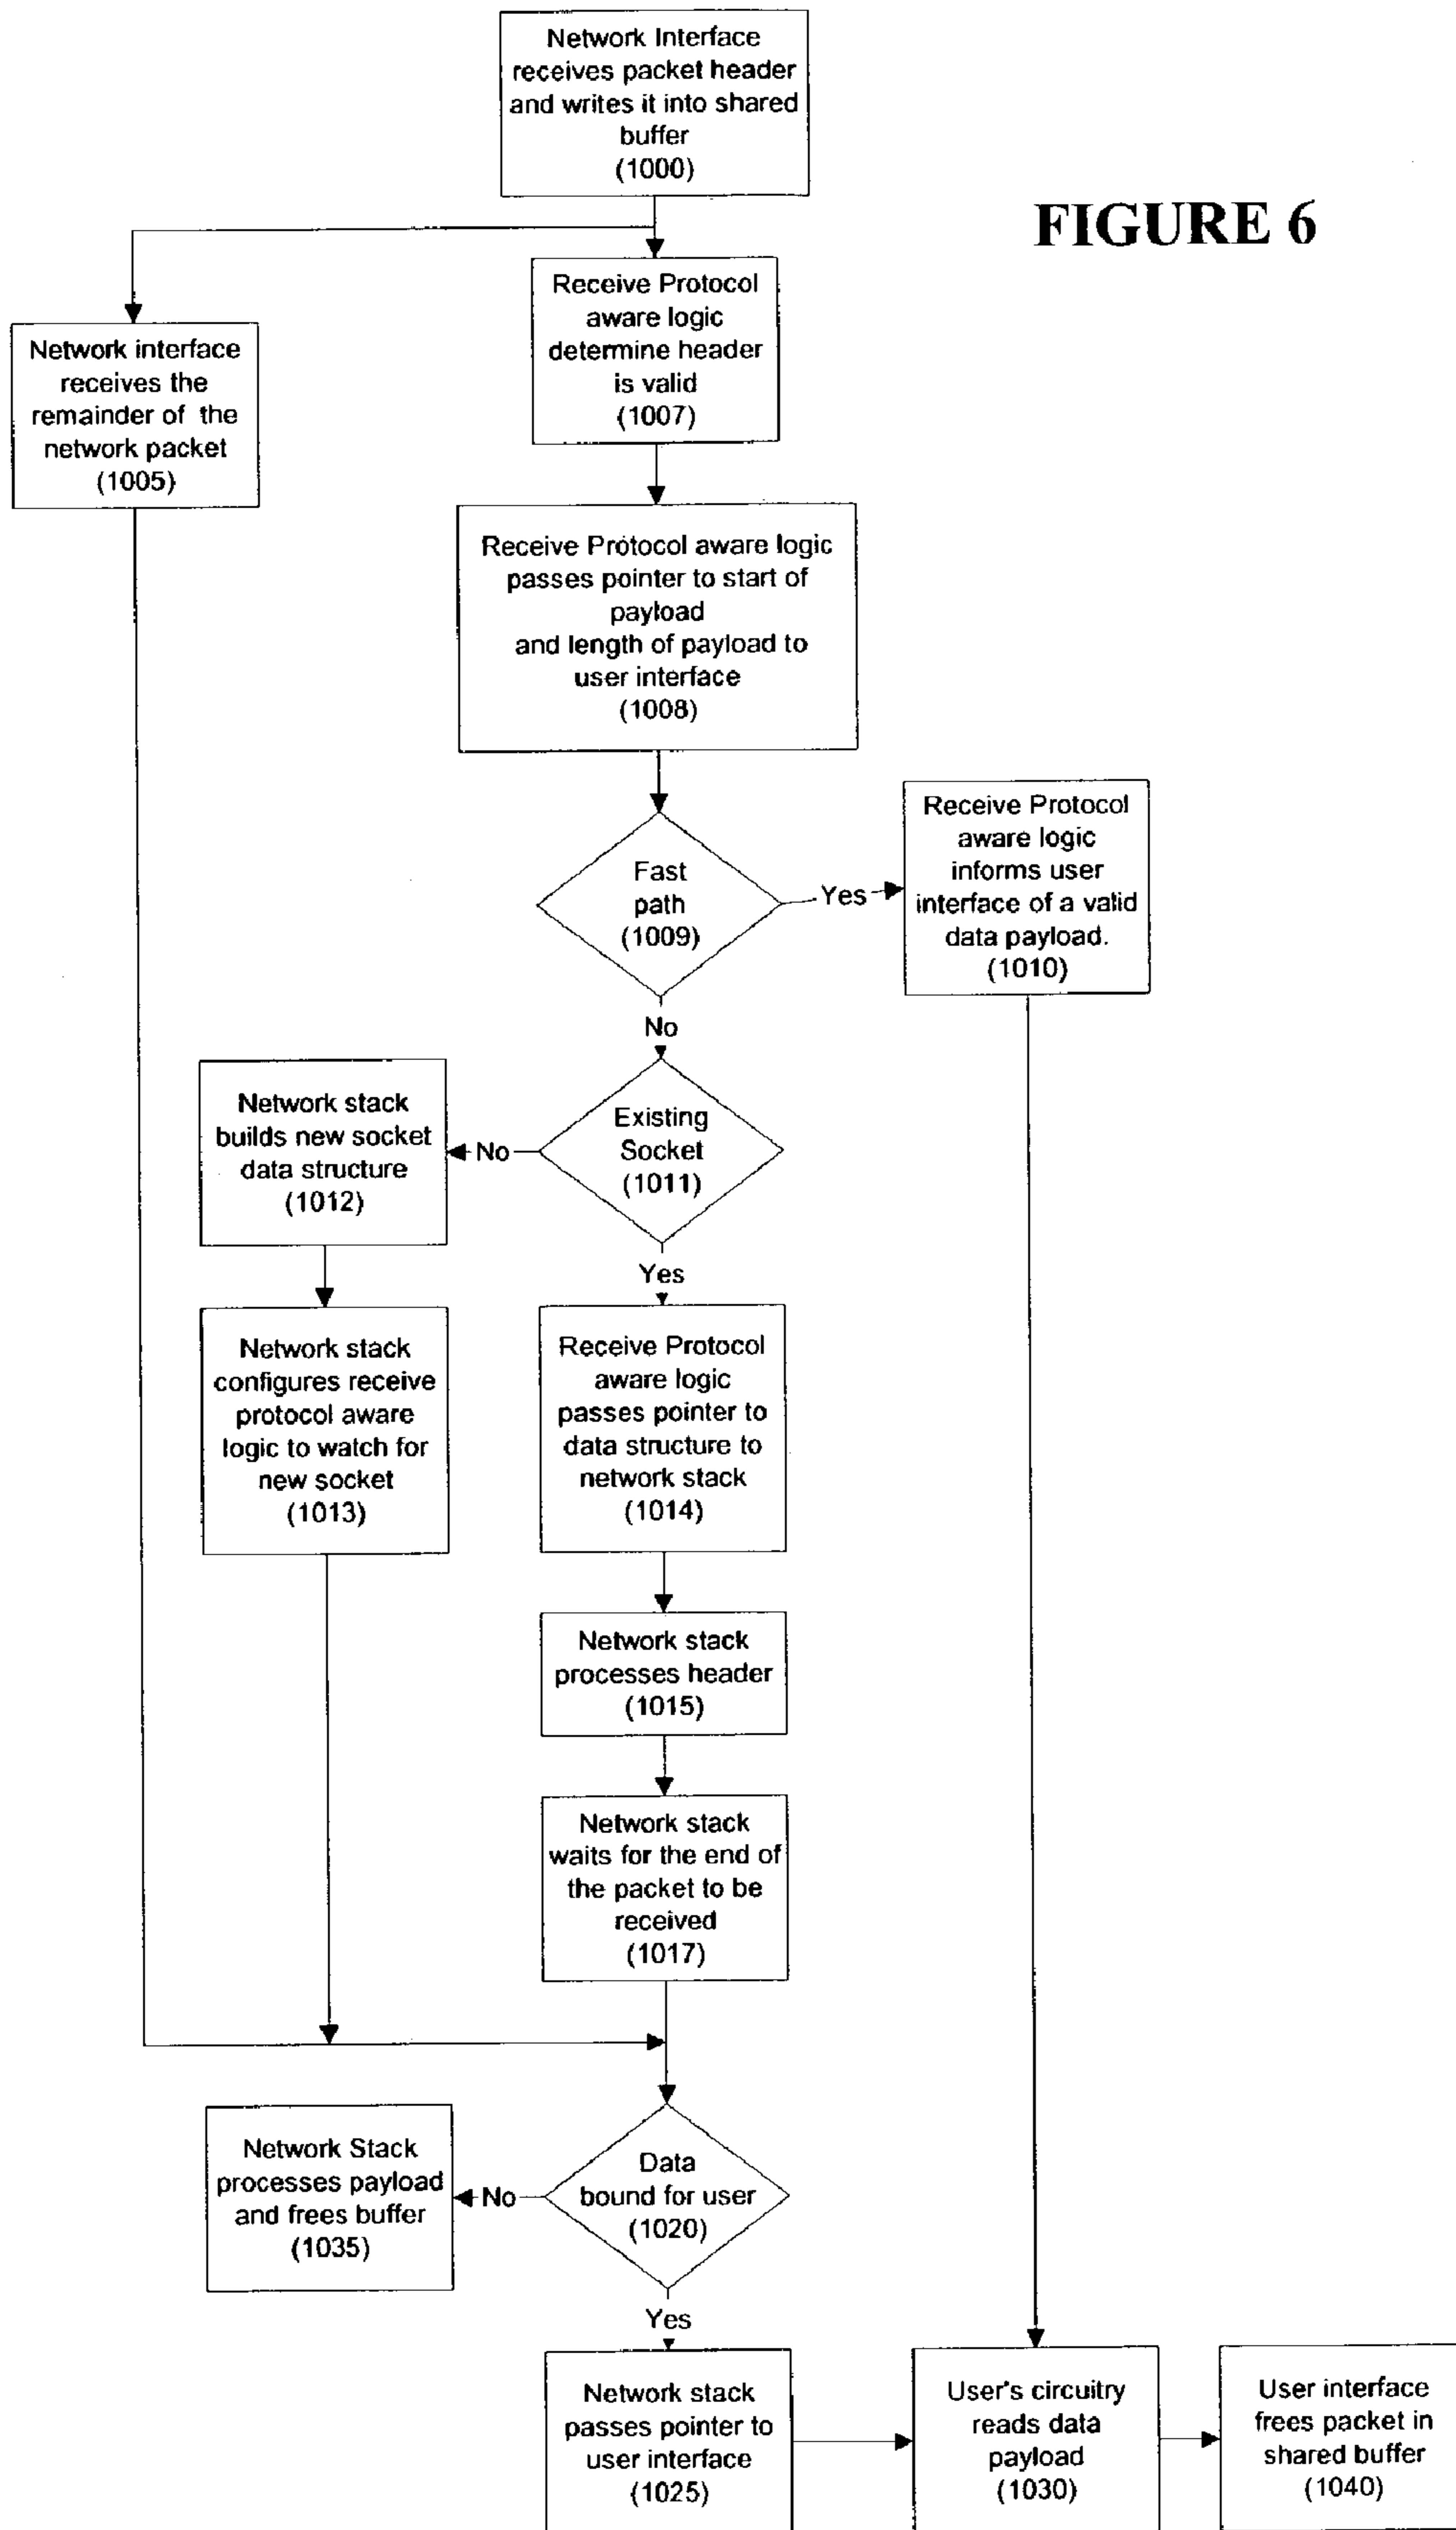 Network Interface
receives packet header
and writes it into shared
buffer
(1000)
FIGURE 6
Receive Protocol
aware logic
determine header
is valid
(1007)
Network interface
receives the
remainder of the
network packet
(1005)
Receive Protocol aware logic
passes pointer to start of
payload
and length of payload to
user interface
(1008)
Fast
path
(1009)
Yes
Receive Protocol
aware logic
informs user
interface of a valid
data payload.
(1010)
No
Existing
Socket
(1011)
No
Network stack
builds new socket
data structure
(1012)
Yes
Network stack
configures receive
protocol aware
logic to watch for
new socket
(1013)
Receive Protocol
aware logic
passes pointer to
data structure to
network stack
(1014)
Network stack
processes header
(1015)
Network stack
waits for the end of
the packet to be
received
(1017)
Data
bound for user
(1020)
No
Network Stack
processes payload
and frees buffer
(1035)
Yes
Network stack
passes pointer to
user interface
(1025)
User's circuitry
reads data
payload
(1030)
User interface
frees packet in
shared buffer
(1040)